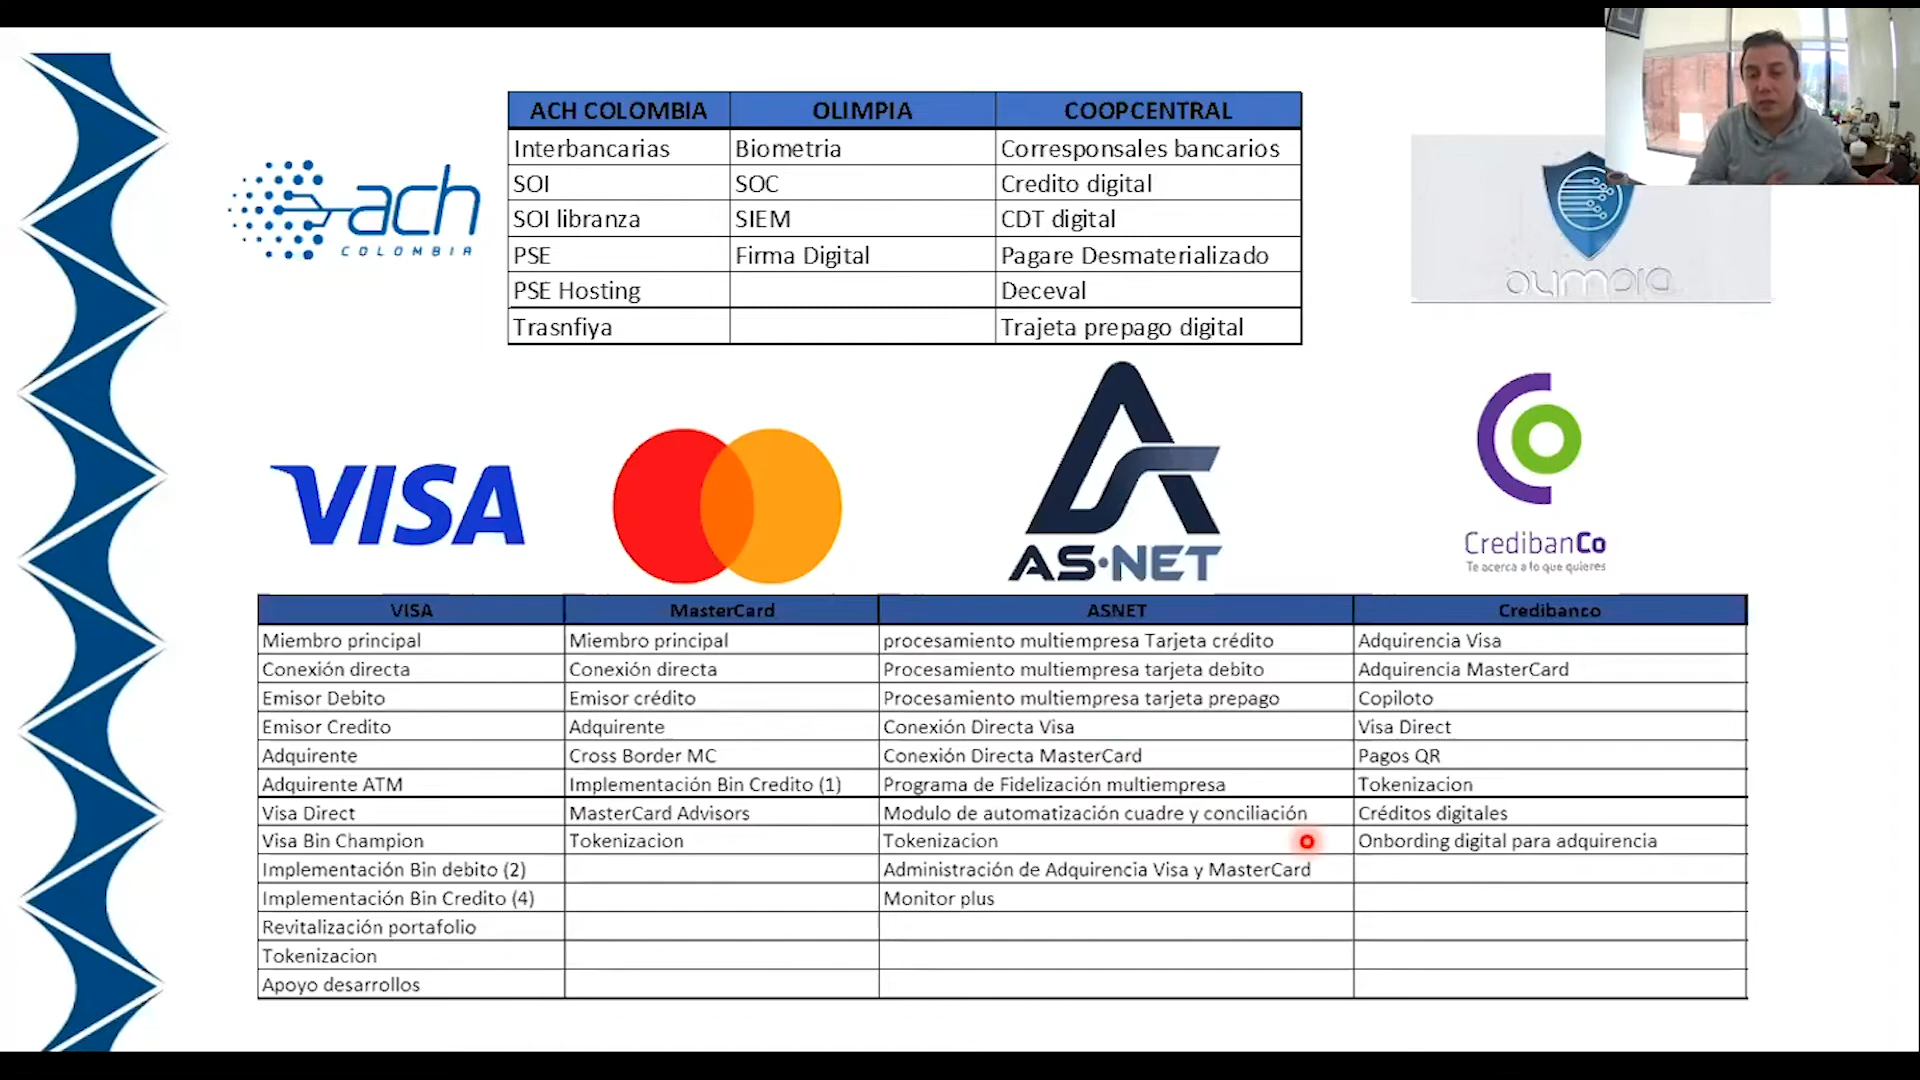 ACH COLOMBIA OLIMPIA COOPCENTRAL
Interbancarias Biometria Corresponsales bancarios
SOI SOC Credito digital
SOI libranza SIEM CDT digital
PSE Firma Digital Pagare Desmaterializado
PSE Hosting Deceval
Trasnfiya Trajeta prepago digital
ach
COLOMBIA
olimpia
VISA
AS·NET
CredibanCo
Te acerca a lo que quieres
VISA MasterCard ASNET Credibanco
Miembro principal Miembro principal procesamiento multiempresa Tarjeta crédito Adquirencia Visa
Conexión directa Conexión directa Procesamiento multiempresa tarjeta debito Adquirencia MasterCard
Emisor Debito Emisor crédito Procesamiento multiempresa tarjeta prepago Copiloto
Emisor Credito Adquirente Conexión Directa Visa Visa Direct
Adquirente Cross Border MC Conexión Directa MasterCard Pagos QR
Adquirente ATM Implementación Bin Credito (1) Programa de Fidelización multiempresa Tokenizacion
Visa Direct MasterCard Advisors Modulo de automatización cuadre y conciliación Créditos digitales
Visa Bin Champion Tokenizacion Tokenizacion Onbording digital para adquirencia
Implementación Bin debito (2) Administración de Adquirencia Visa y MasterCard
Implementación Bin Credito (4) Monitor plus
Revitalización portafolio
Tokenizacion
Apoyo desarrollos